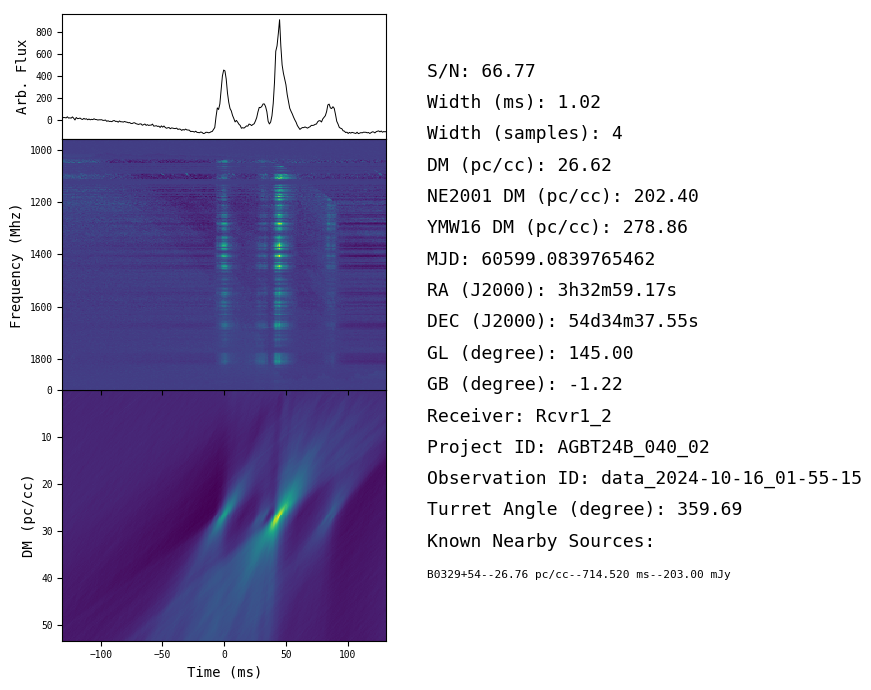 800
600
400
200
0
Arb. Flux
1000
1200
1400
1600
1800
Frequency (Mhz)
0
10
20
30
40
50
DM (pc/cc)
−100
−50
0
50
100
Time (ms)
S/N: 66.77
Width (ms): 1.02
Width (samples): 4
DM (pc/cc): 26.62
NE2001 DM (pc/cc): 202.40
YMW16 DM (pc/cc): 278.86
MJD: 60599.0839765462
RA (J2000): 3h32m59.17s
DEC (J2000): 54d34m37.55s
GL (degree): 145.00
GB (degree): -1.22
Receiver: Rcvr1_2
Project ID: AGBT24B_040_02
Observation ID: data_2024-10-16_01-55-15
Turret Angle (degree): 359.69
Known Nearby Sources:
B0329+54--26.76 pc/cc--714.520 ms--203.00 mJy